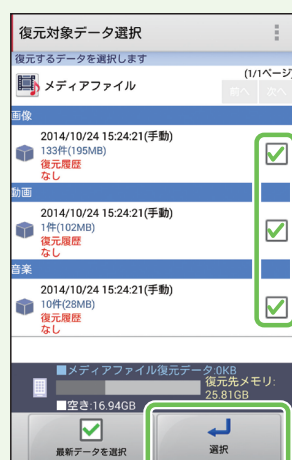 復元対象データ選択
復元するデータを選択します
(1/1ページ)
メディアファイル
前へ 次へ
画像
2014/10/24 15:24:21(手動)
133件(195MB)
復元履歴
なし
動画
2014/10/24 15:24:21(手動)
1件(102MB)
復元履歴
なし
音楽
2014/10/24 15:24:21(手動)
10件(28MB)
復元履歴
なし
■メディアファイル復元データ:0KB
復元先メモリ:
25.81GB
■空き:16.94GB
最新データを選択
選択